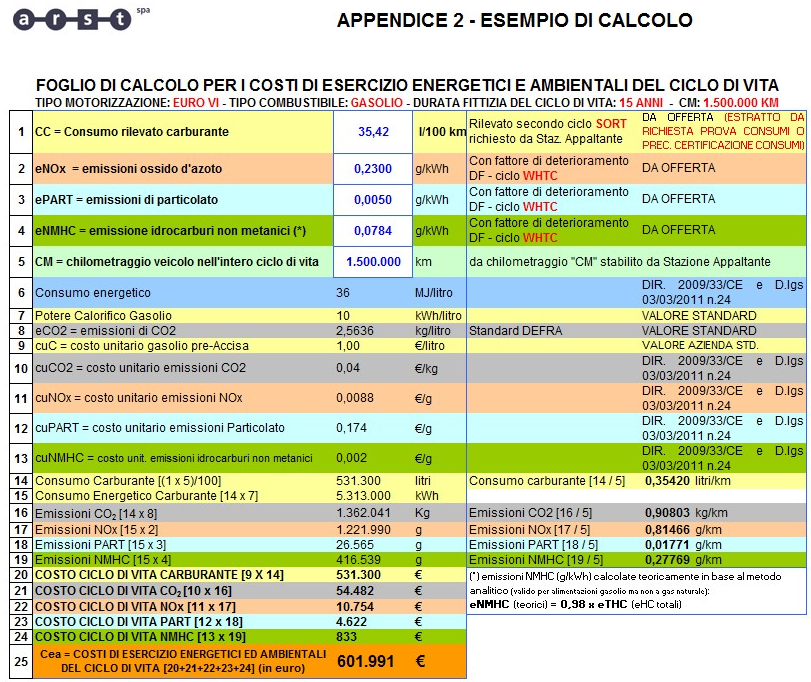 arst spa
APPENDICE 2 - ESEMPIO DI CALCOLO
FOGLIO DI CALCOLO PER I COSTI DI ESERCIZIO ENERGETICI E AMBIENTALI DEL CICLO DI VITA
TIPO MOTORIZZAZIONE: EURO VI - TIPO COMBUSTIBILE: GASOLIO - DURATA FITTIZIA DEL CICLO DI VITA: 15 ANNI - CM: 1.500.000 KM
1 CC = Consumo rilevato carburante 35,42 l/100 km Rilevato secondo ciclo SORT
richiesto da Staz. Appaltante
DA OFFERTA (ESTRATTO DA
RICHIESTA PROVA CONSUMI O
PREC. CERTIFICAZIONE CONSUMI)
2 eNOx = emissioni ossido d'azoto 0,2300 g/kWh Con fattore di deterioramento
DF - ciclo WHTC
DA OFFERTA
3 ePART = emissioni di particolato 0,0050 g/kWh Con fattore di deterioramento
DF - ciclo WHTC
DA OFFERTA
4 eNMHC = emissione idrocarburi non metanici (*) 0,0784 g/kWh Con fattore di deterioramento
DF - ciclo WHTC
DA OFFERTA
5 CM = chilometraggio veicolo nell'intero ciclo di vita 1.500.000 km da chilometraggio "CM" stabilito da Stazione Appaltante
6 Consumo energetico 36 MJ/litro DIR. 2009/33/CE e D.lgs
03/03/2011 n.24
7 Potere Calorifico Gasolio 10 kWh/litro VALORE STANDARD
8 eCO2 = emissioni di CO2 2,5636 kg/litro Standard DEFRA VALORE STANDARD
9 cuC = costo unitario gasolio pre-Accisa 1,00 €/litro VALORE AZIENDA STD.
10 cuCO2 = costo unitario emissioni CO2 0,04 €/kg DIR. 2009/33/CE e D.lgs
03/03/2011 n.24
11 cuNOx = costo unitario emissioni NOx 0,0088 €/g DIR. 2009/33/CE e D.lgs
03/03/2011 n.24
12 cuPART = costo unitario emissioni Particolato 0,174 €/g DIR. 2009/33/CE e D.lgs
03/03/2011 n.24
13 cuNMHC = costo unit. emissioni idrocarburi non metanici 0,002 €/g DIR. 2009/33/CE e D.lgs
03/03/2011 n.24
14 Consumo Carburante [(1 x 5)/100] 531.300 litri Consumo carburante [14 / 5] 0,35420 litri/km
15 Consumo Energetico Carburante [14 x 7] 5.313.000 kWh
16 Emissioni CO2 [14 x 8] 1.362.041 Kg Emissioni CO2 [16 / 5] 0,90803 kg/km
17 Emissioni NOx [15 x 2] 1.221.990 g Emissioni NOx [17 / 5] 0,81466 g/km
18 Emissioni PART [15 x 3] 26.565 g Emissioni PART [18 / 5] 0,01771 g/km
19 Emissioni NMHC [15 x 4] 416.539 g Emissioni NMHC [19 / 5] 0,27769 g/km
20 COSTO CICLO DI VITA CARBURANTE [9 X 14] 531.300 €
21 COSTO CICLO DI VITA CO2 [10 x 16] 54.482 €
22 COSTO CICLO DI VITA NOx [11 x 17] 10.754 €
23 COSTO CICLO DI VITA PART [12 x 18] 4.622 €
24 COSTO CICLO DI VITA NMHC [13 x 19] 833 €
25 Cea = COSTI DI ESERCIZIO ENERGETICI ED AMBIENTALI
DEL CICLO DI VITA [20+21+22+23+24] (in euro)
601.991 €
(*) emissioni NMHC (g/kWh) calcolate teoricamente in base al metodo
analitico (valido per alimentazioni gasolio ma non a gas naturale):
eNMHC (teorici) = 0,98 x eTHC (eHC totali)